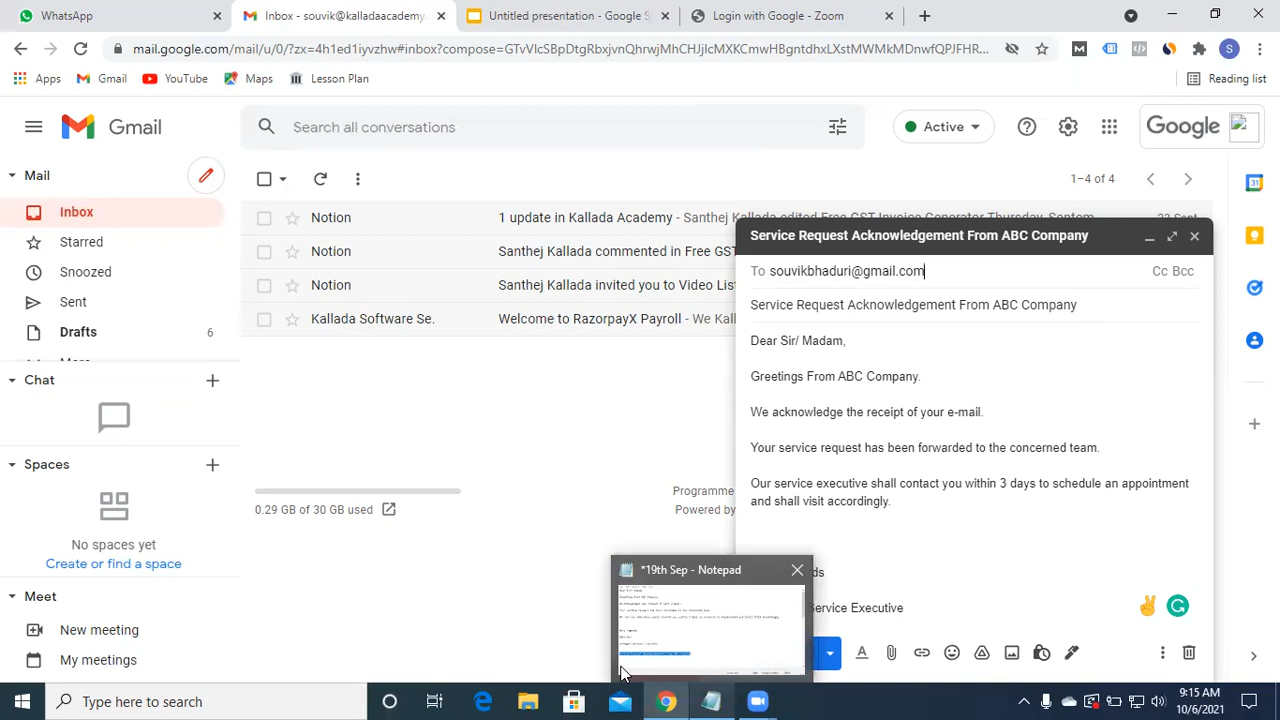 WhatsApp
Inbox - souvik@kalladaacademy.
Untitled presentation - Google S
Login with Google - Zoom
mail.google.com/mail/u/0/?zx=4h1ed1iyvzhw#inbox?compose=GTvVlcSBpDtgRbxjvnQhrwjMhCHJjlcMXKCmwHBgntdhxLXstMWMkMDnwfQPJFHR...
Apps
Gmail
YouTube
Maps
Lesson Plan
Reading list
Gmail
Search all conversations
Active
Google
Mail
1–4 of 4
Inbox
Starred
Snoozed
Sent
Drafts 6
Notion 1 update in Kallada Academy - Santhej Kallada edited Free GST Invoice Generator Thursday, Septem 23 Sept
Notion Santhej Kallada commented in Free GST
Notion Santhej Kallada invited you to Video List
Kallada Software Se. Welcome to RazorpayX Payroll - We Kall
Service Request Acknowledgement From ABC Company
To souvikbhaduri@gmail.com Cc Bcc
Service Request Acknowledgement From ABC Company
Dear Sir/ Madam,
Greetings From ABC Company.
We acknowledge the receipt of your e-mail.
Your service request has been forwarded to the concerned team.
Our service executive shall contact you within 3 days to schedule an appointment
and shall visit accordingly.
Service Executive
Chat
Spaces
No spaces yet
Create or find a space
Meet
New meeting
My meetings
0.29 GB of 30 GB used
Programme
Powered by
*19th Sep - Notepad
Type here to search
9:15 AM
10/6/2021